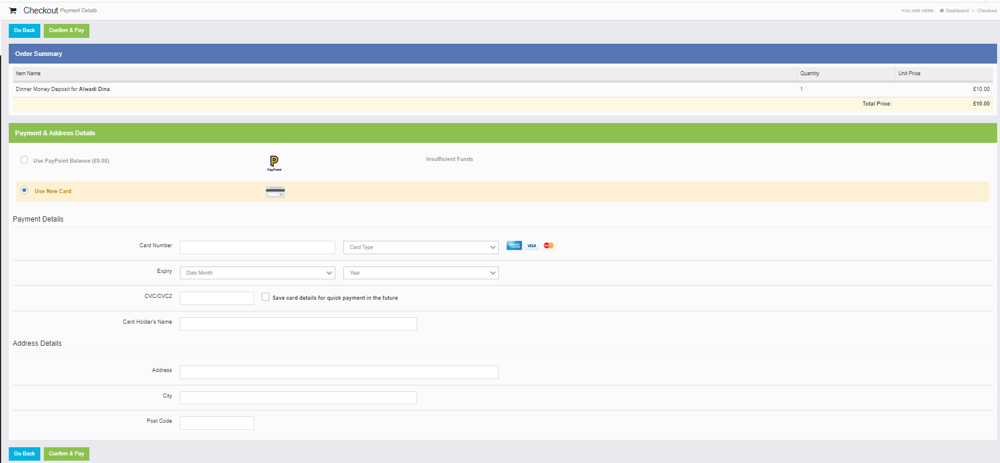 Checkout Payment Details
YOU ARE HERE: Dashboard > Checkout
Go Back Confirm & Pay
Order Summary
Item Name Quantity Unit Price
Dinner Money Deposit for Alwadi Dina 1 £10.00
Total Price: £10.00
Payment & Address Details
Use PayPoint Balance (£0.00) Insufficient Funds
PayPoint
Use New Card
Payment Details
Card Number Card Type VISA
Expiry Date Month Year
CVC/CVC2 Save card details for quick payment in the future
Card Holder's Name
Address Details
Address
City
Post Code
Go Back Confirm & Pay